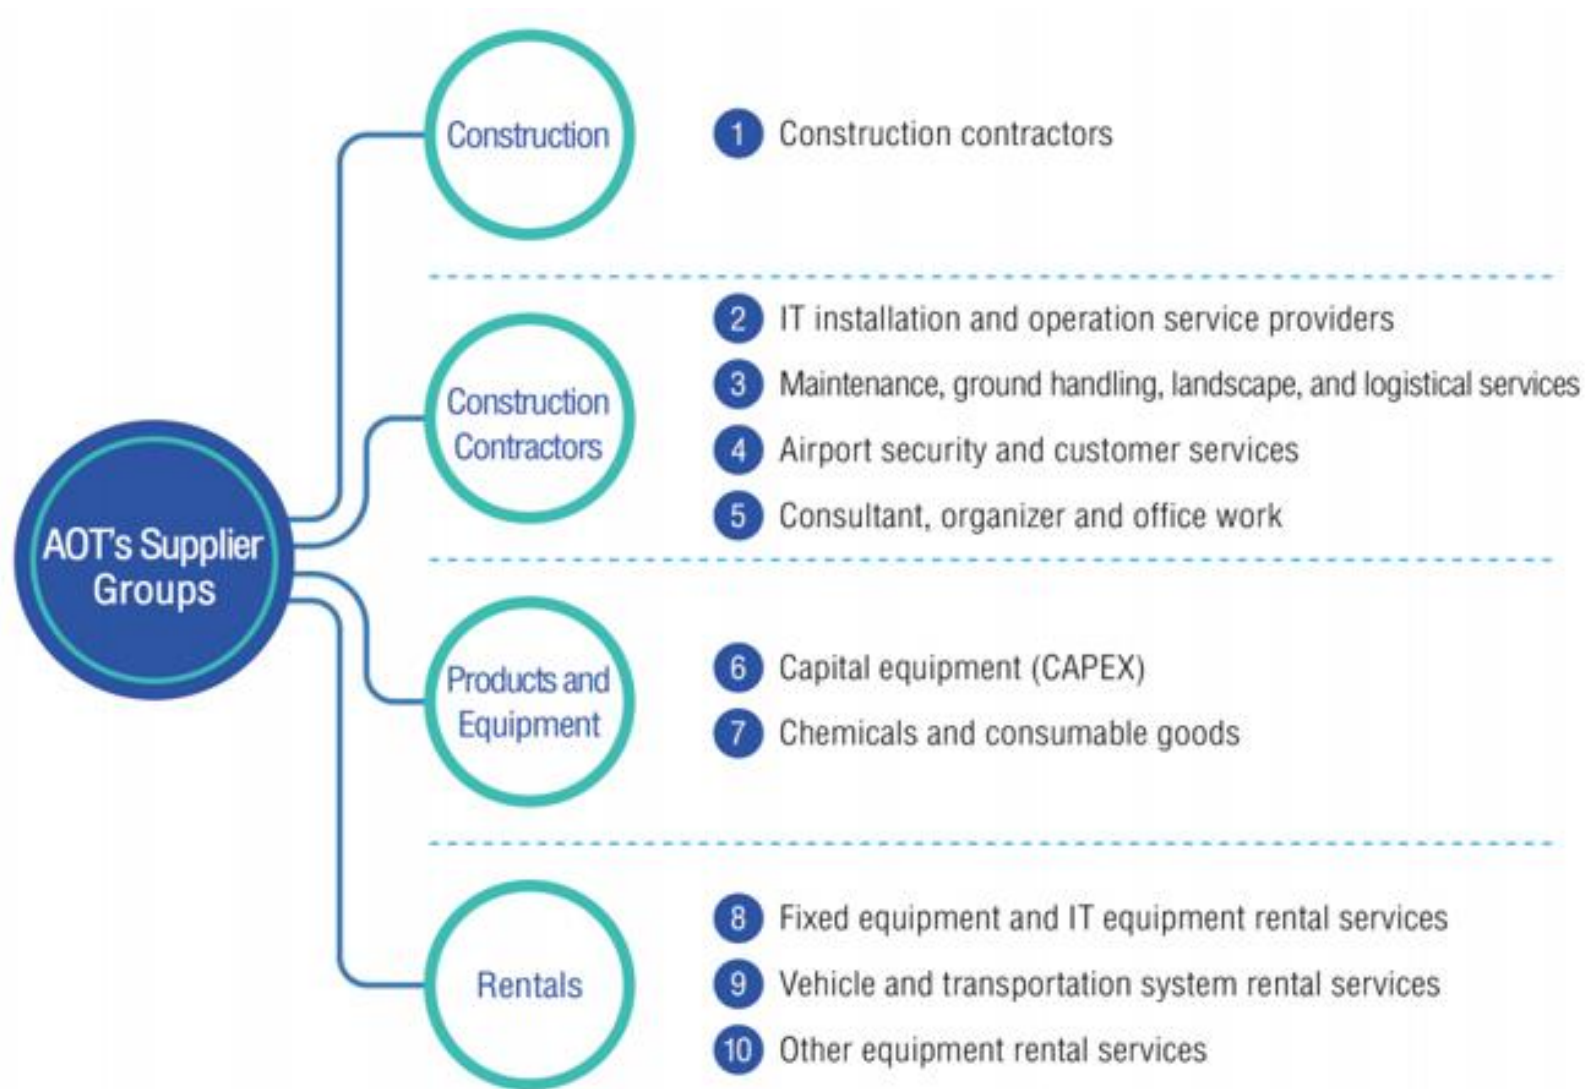 AOT's Supplier
Groups
Construction
1 Construction contractors
Construction
Contractors
2 IT installation and operation service providers
3 Maintenance, ground handling, landscape, and logistical services
4 Airport security and customer services
5 Consultant, organizer and office work
Products and
Equipment
6 Capital equipment (CAPEX)
7 Chemicals and consumable goods
Rentals
8 Fixed equipment and IT equipment rental services
9 Vehicle and transportation system rental services
10 Other equipment rental services